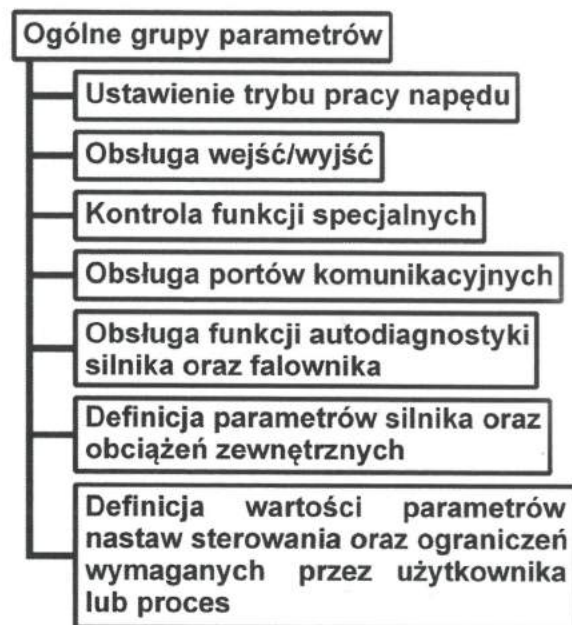 Ogólne grupy parametrów
Ustawienie trybu pracy napędu
Obsługa wejść/wyjść
Kontrola funkcji specjalnych
Obsługa portów komunikacyjnych
Obsługa funkcji autodiagnostyki
silnika oraz falownika
Definicja parametrów silnika oraz
obciążeń zewnętrznych
Definicja wartości parametrów
nastaw sterowania oraz ograniczeń
wymaganych przez użytkownika
lub proces